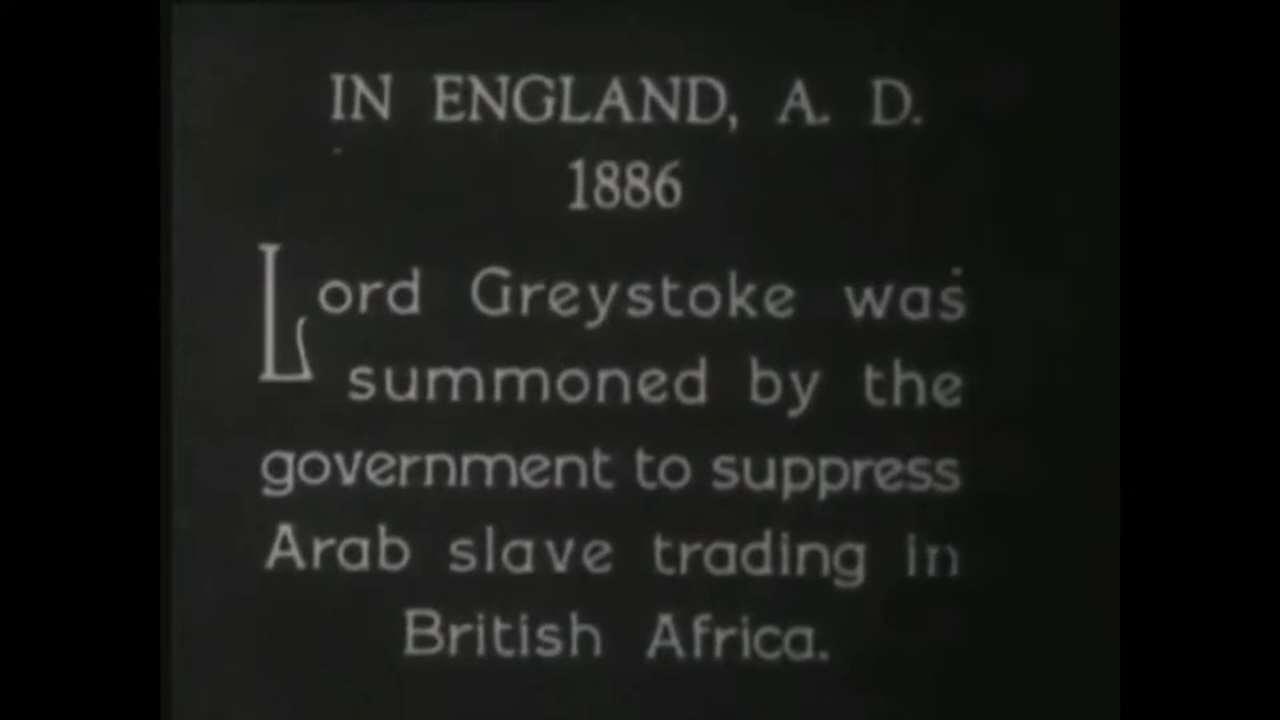 IN ENGLAND, A. D.
1886
Lord Greystoke was
summoned by the
government to suppress
Arab slave trading in
British Africa.